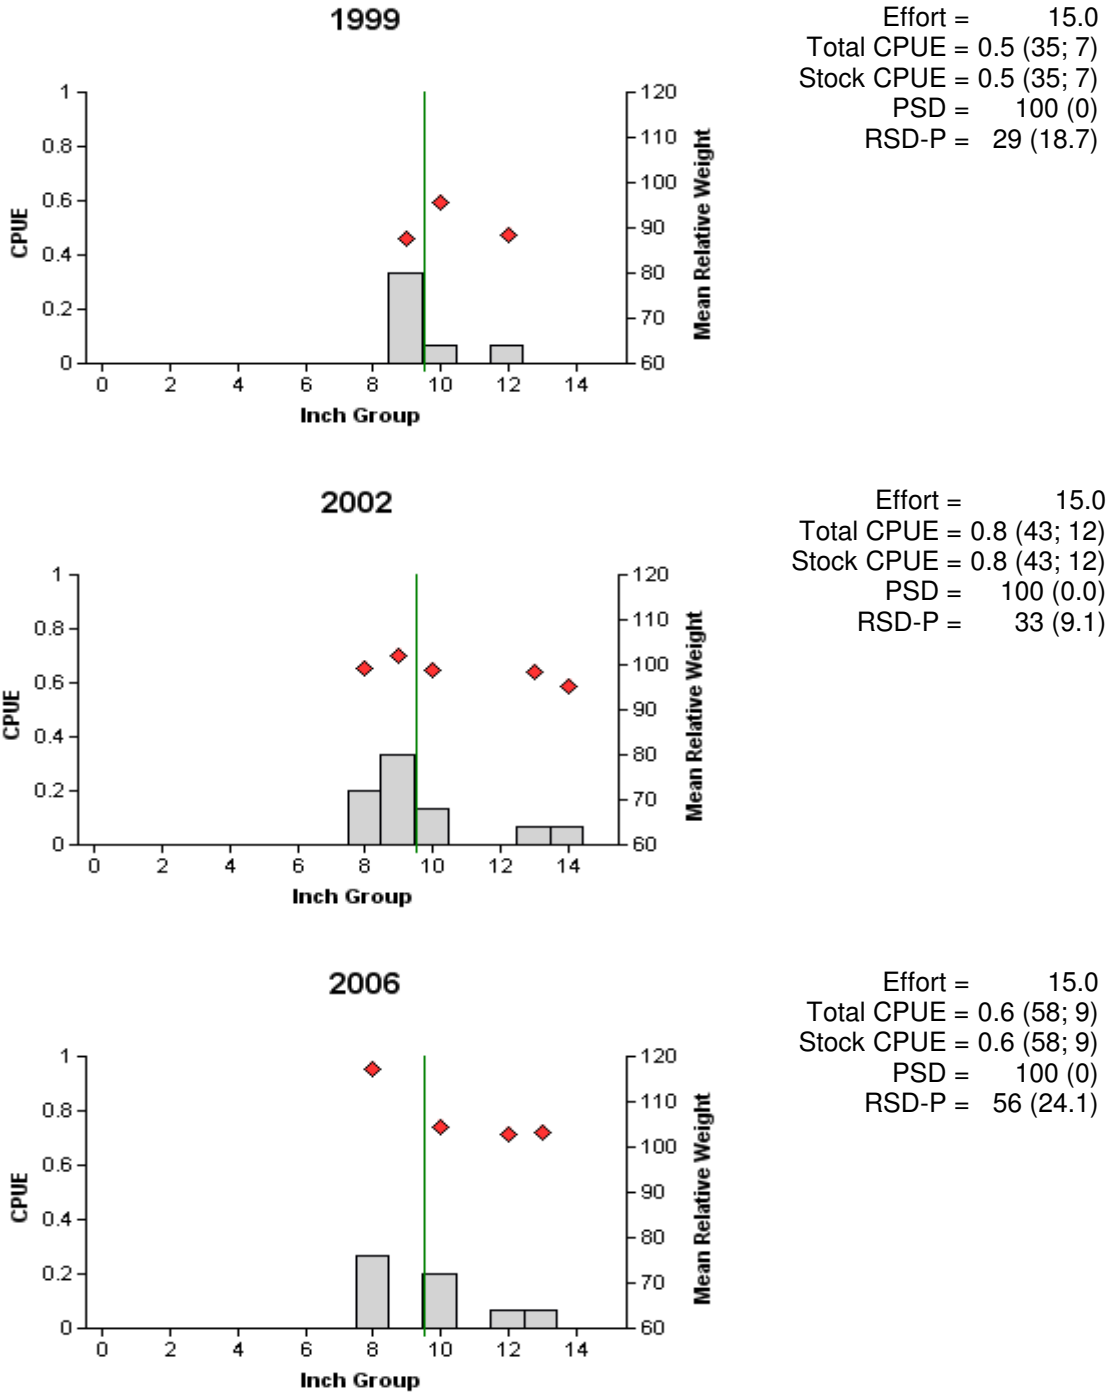 1999
Effort = 15.0
Total CPUE = 0.5 (35; 7)
Stock CPUE = 0.5 (35; 7)
PSD = 100 (0)
RSD-P = 29 (18.7)
1
0.8
0.6
0.4
0.2
0
CPUE
120
110
100
90
80
70
60
Mean Relative Weight
0 2 4 6 8 10 12 14
Inch Group
2002
Effort = 15.0
Total CPUE = 0.8 (43; 12)
Stock CPUE = 0.8 (43; 12)
PSD = 100 (0.0)
RSD-P = 33 (9.1)
1
0.8
0.6
0.4
0.2
0
CPUE
120
110
100
90
80
70
60
Mean Relative Weight
0 2 4 6 8 10 12 14
Inch Group
2006
Effort = 15.0
Total CPUE = 0.6 (58; 9)
Stock CPUE = 0.6 (58; 9)
PSD = 100 (0)
RSD-P = 56 (24.1)
1
0.8
0.6
0.4
0.2
0
CPUE
120
110
100
90
80
70
60
Mean Relative Weight
0 2 4 6 8 10 12 14
Inch Group